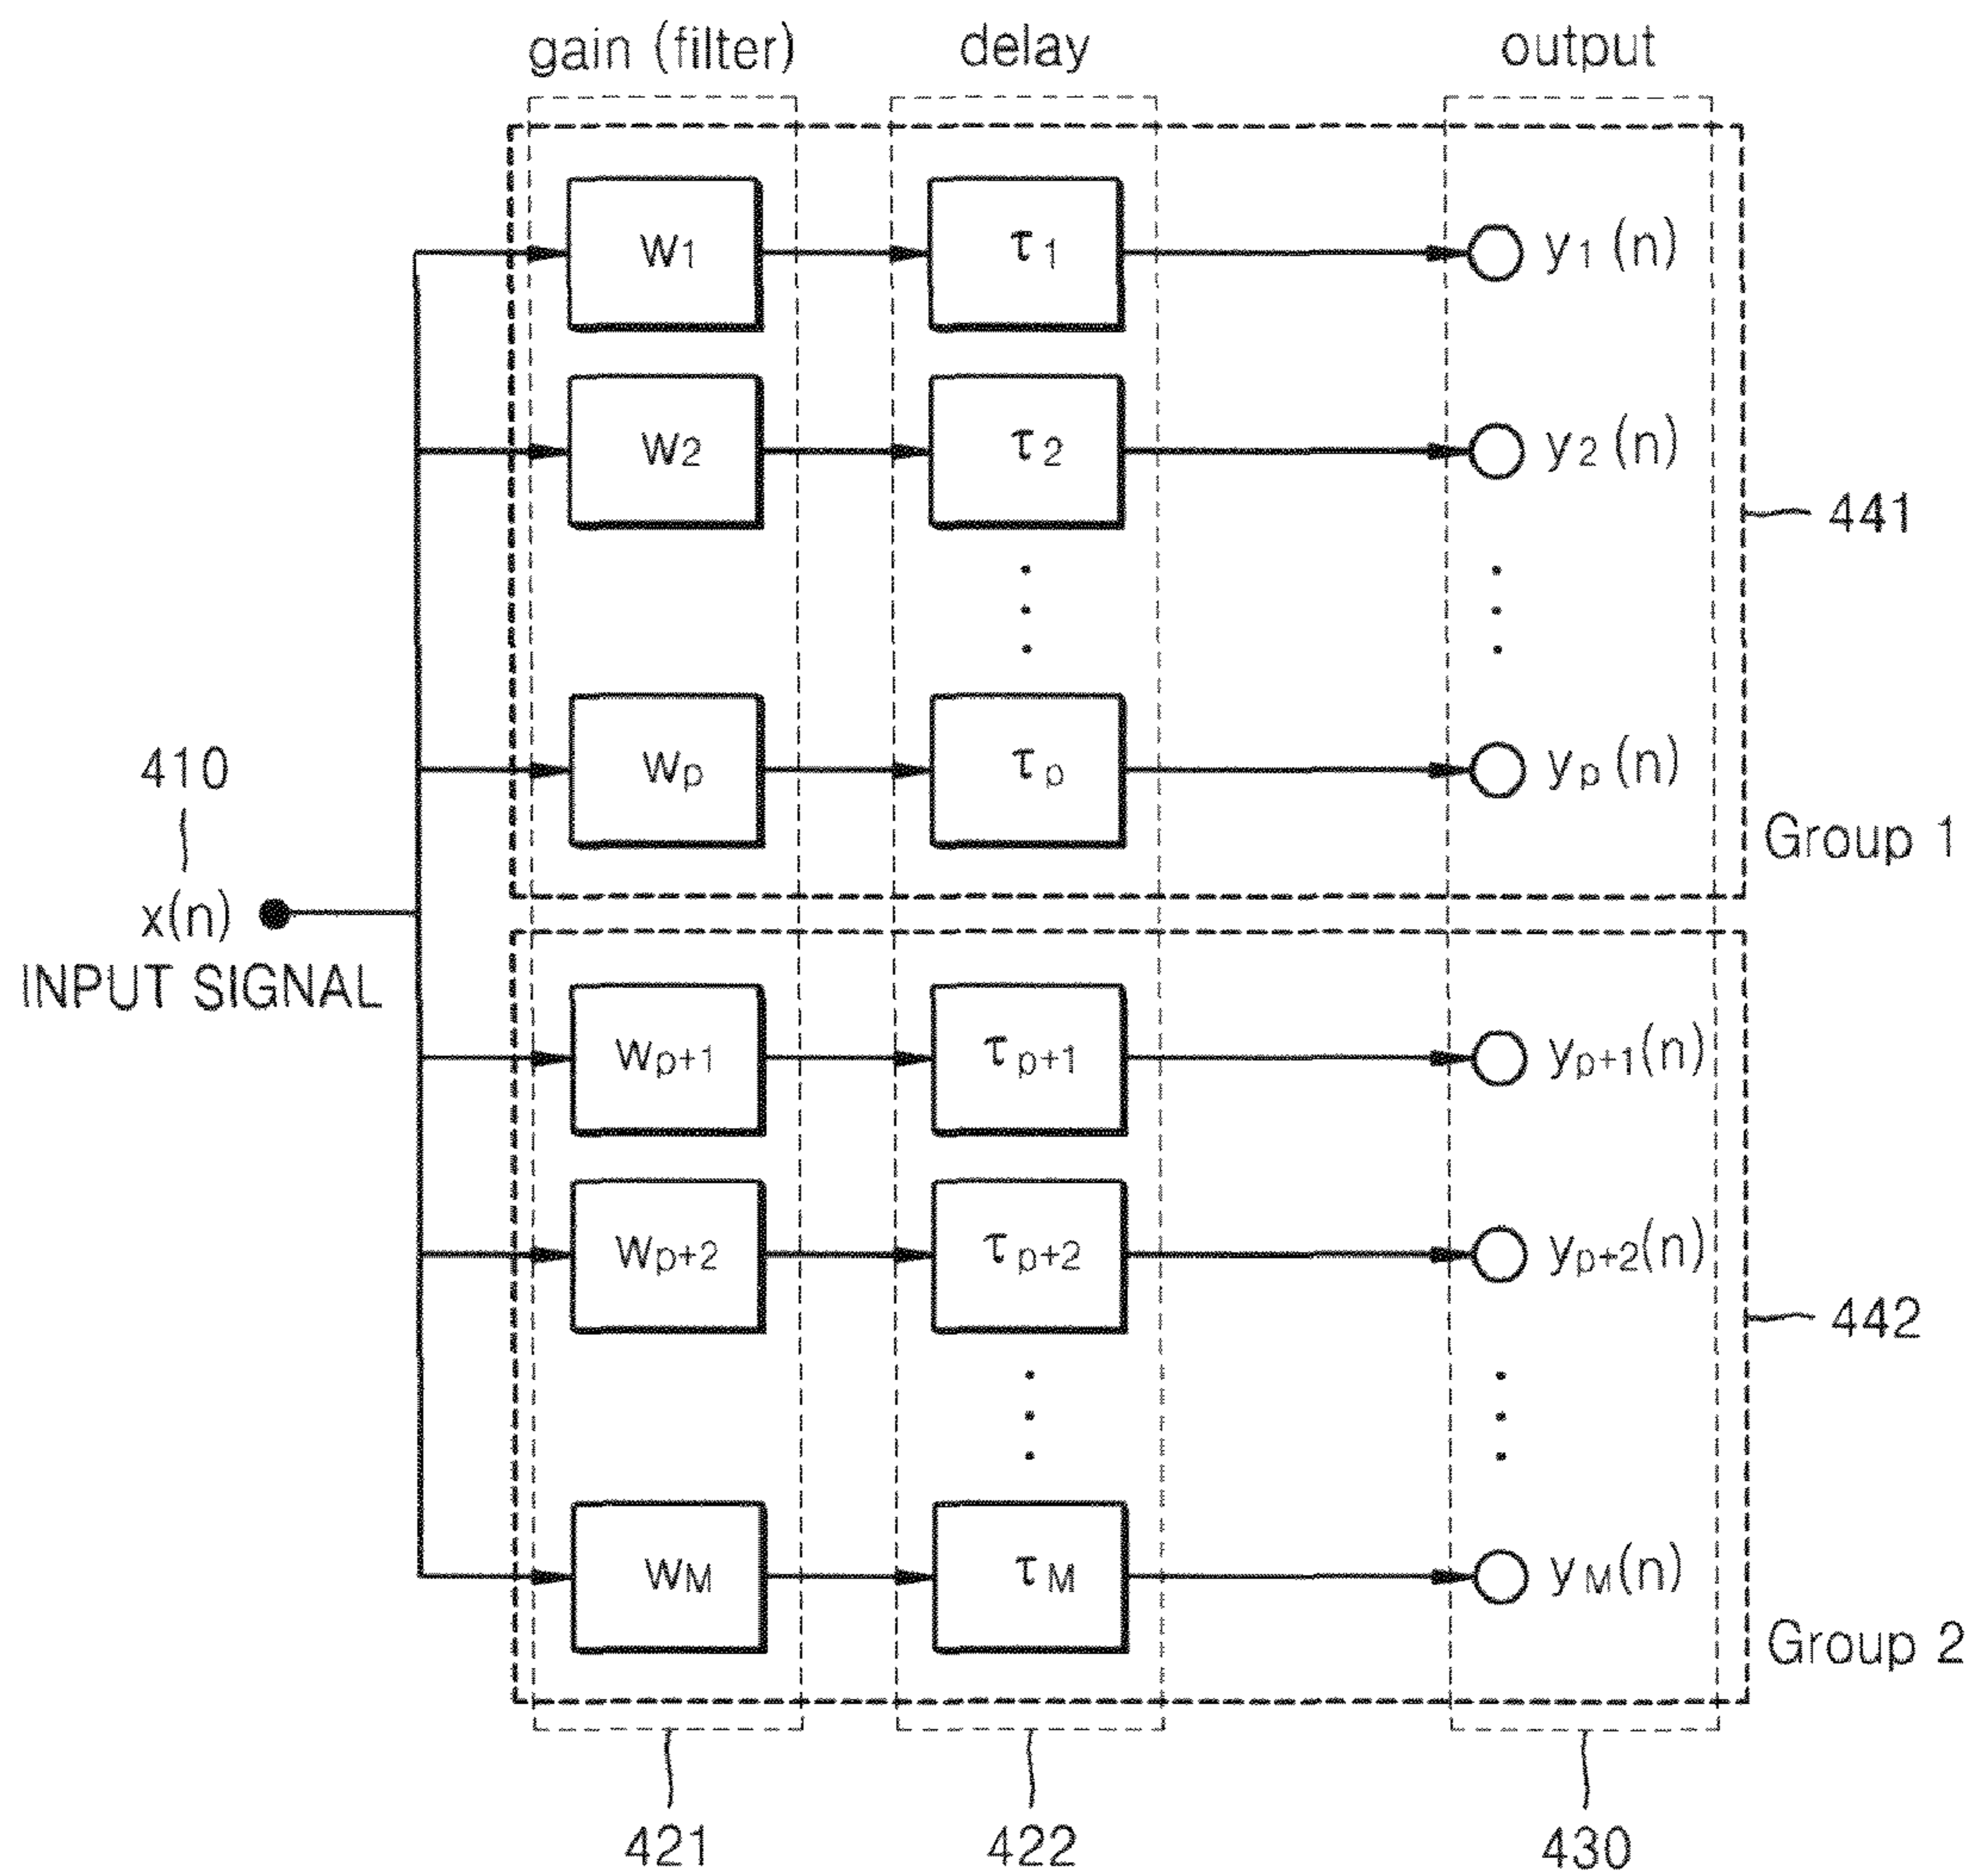 gain (filter) delay output
w1 τ1 y1 (n)
w2 τ2 y2 (n)
441
wp τp yp (n)
410
Group 1
x(n)
INPUT SIGNAL
wp+1 τp+1 yp+1(n)
wp+2 τp+2 yp+2(n)
442
wM τM yM(n)
Group 2
421 422 430